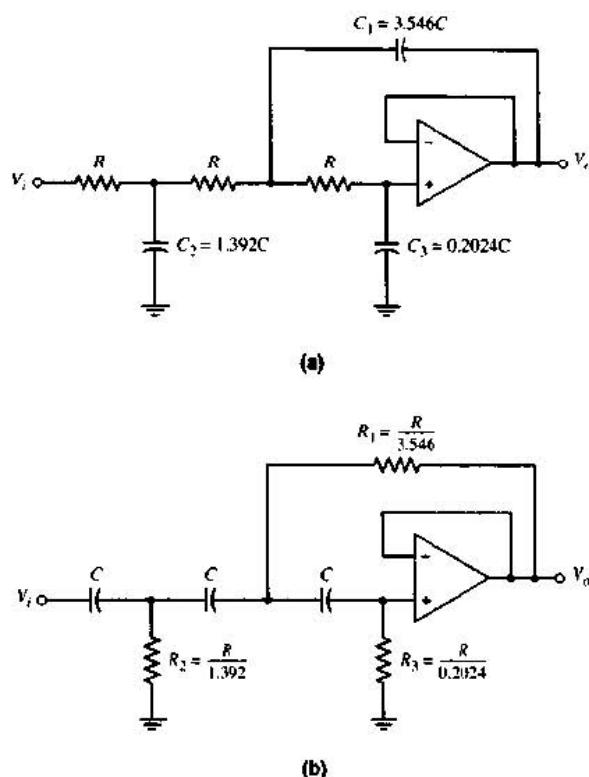 C₁ = 3.546C
R
R
R
Vᵢ
−
+
Vₒ
C₂ = 1.392C
C₃ = 0.2024C
(a)
R₁ = R/3.546
C
C
C
Vᵢ
−
+
Vₒ
R₂ = R/1.392
R₃ = R/0.2024
(b)